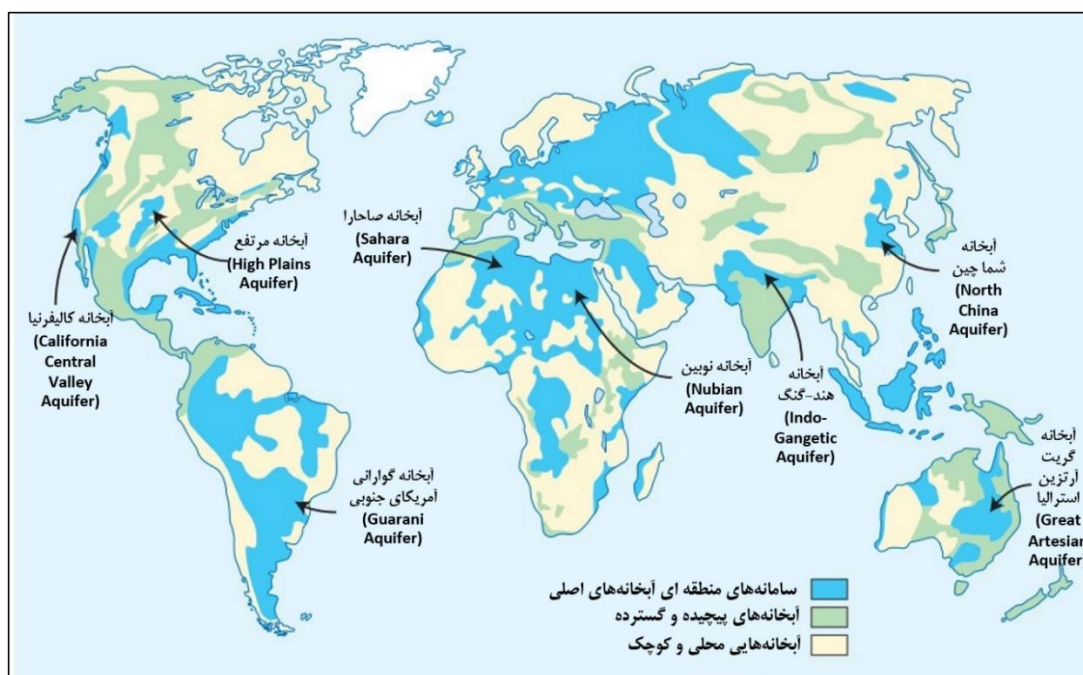 آبخانه مرتفع
(High Plains
Aquifer)
آبخانه کالیفرنیا
(California
Central
Valley
Aquifer)
آبخانه صاحارا
(Sahara
Aquifer)
آبخانه
شما چین
(North
China
Aquifer)
آبخانه نوبین
(Nubian
Aquifer)
آبخانه
هند-گنگ
(Indo-
Gangetic
Aquifer)
آبخانه
گریت
آرتزین
استرالیا
(Great
Artesian
Aquifer)
آبخانه گوارانی
آمریکای جنوبی
(Guarani
Aquifer)
سامانه‌های منطقه ای آبخانه‌های اصلی
آبخانه‌های پیچیده و گسترده
آبخانه‌هایی محلی و کوچک